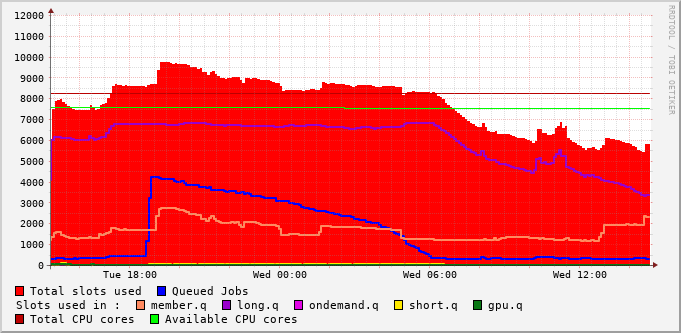 12000
11000
10000
9000
8000
7000
6000
5000
4000
3000
2000
1000
0
Tue 18:00 Wed 00:00 Wed 06:00 Wed 12:00
RRDTOOL / TOBI OETIKER
Total slots used Queued Jobs
Slots used in : member.q long.q ondemand.q short.q gpu.q
Total CPU cores Available CPU cores